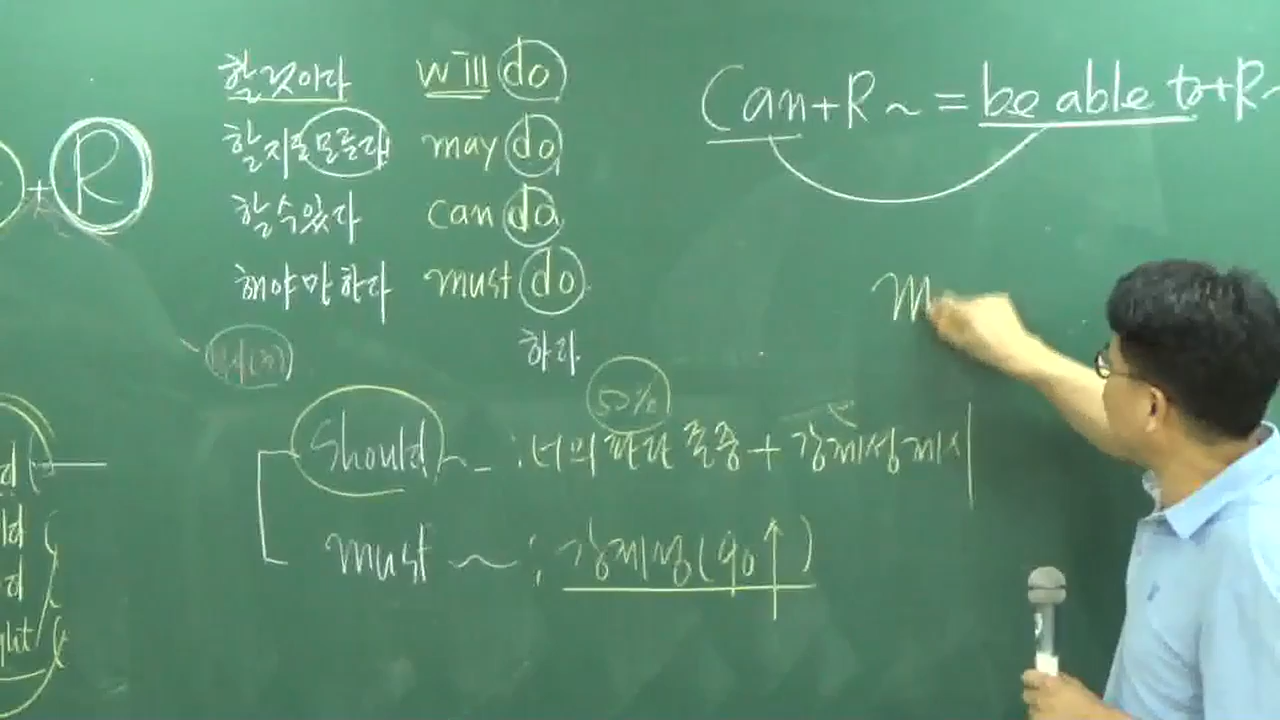 할것이다 will do
할지도모른다 may do
할수있다 can do
해야만한다 must do
하라
+ R
Can+R ~ = be able to+R~
M
50%
Should ~ : 너의 판단 존중 + 강제성제시
must ~ : 강제성(90↑)